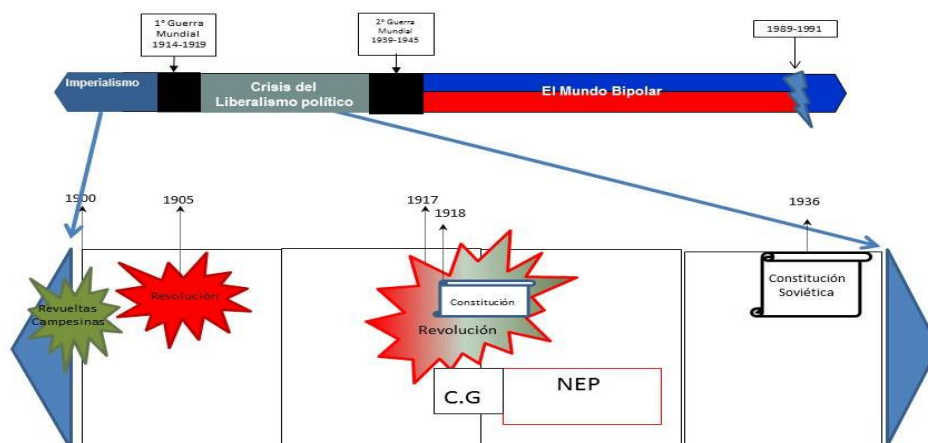 1° Guerra
Mundial
1914-1919
2° Guerra
Mundial
1939-1945
1989-1991
Imperialismo
Crisis del
Liberalismo político
El Mundo Bipolar
1900
1905
1917
1918
1936
Revueltas
Campesinas
Revolución
Constitución
Revolución
Constitución
Soviética
C.G
NEP